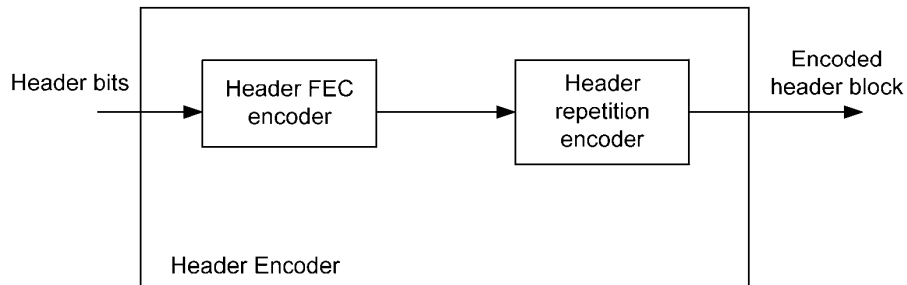 Header bits
Header FEC
encoder
Header
repetition
encoder
Encoded
header block
Header Encoder